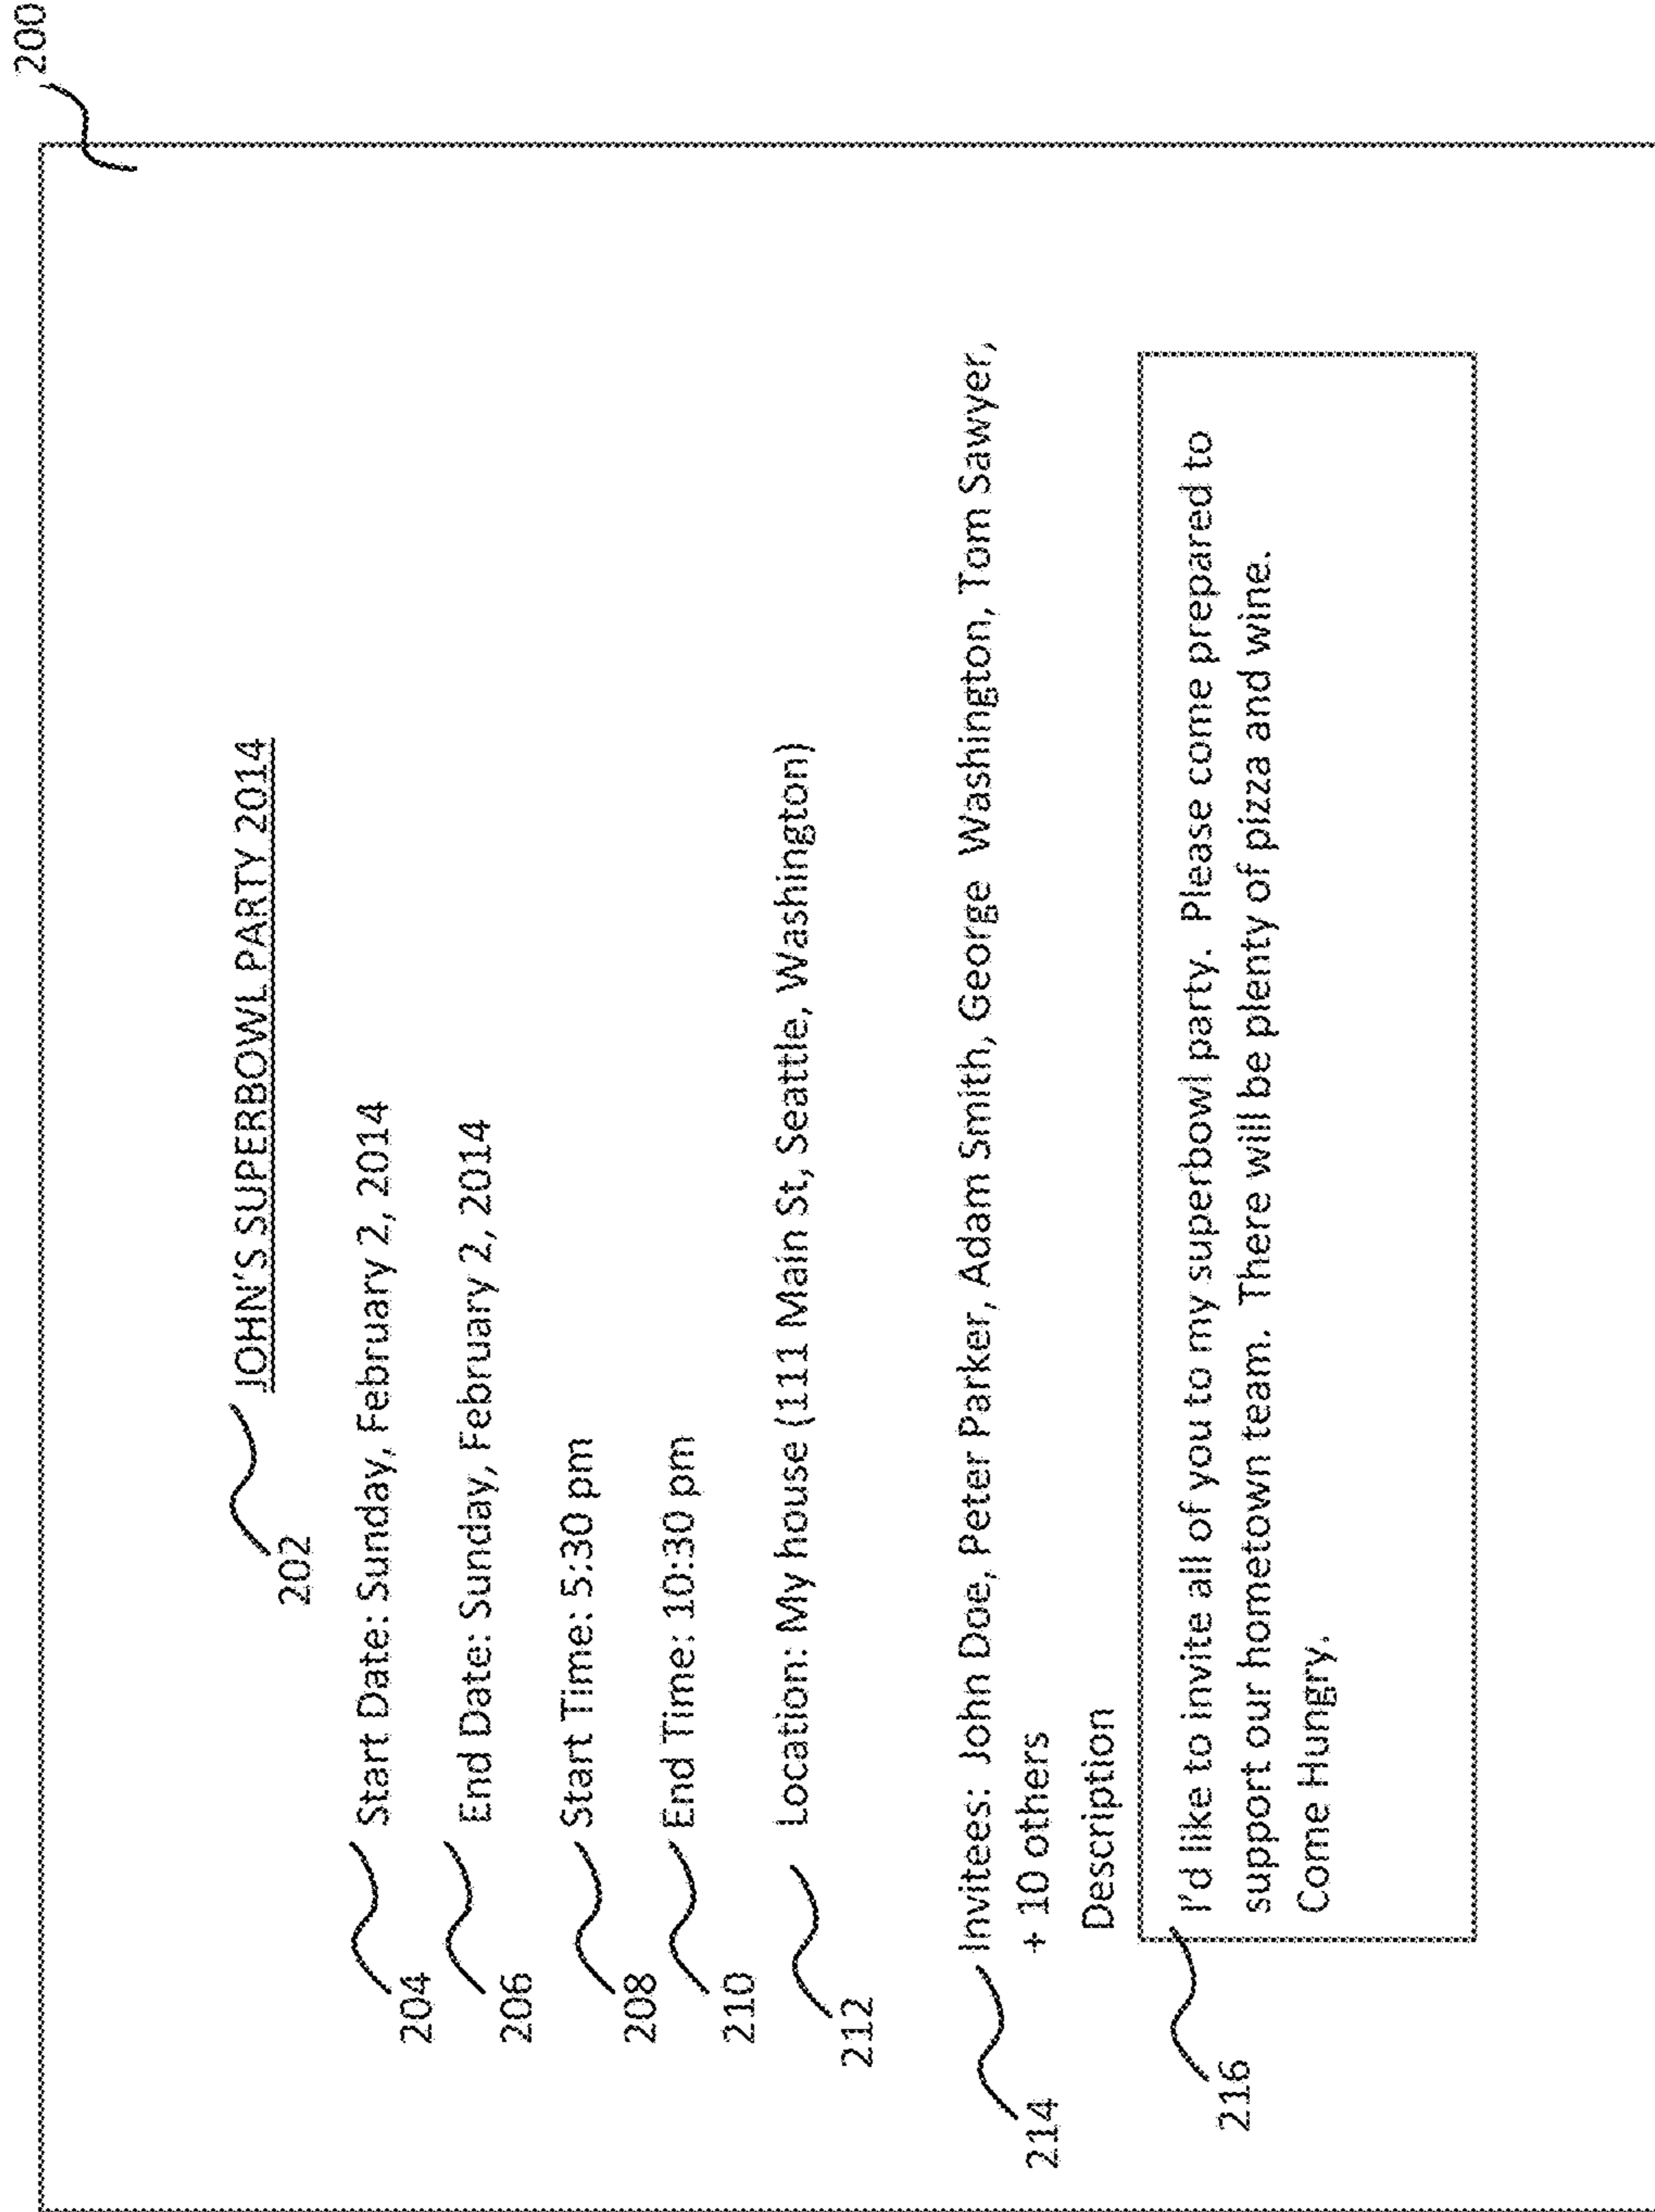 200
202 JOHN'S SUPERBOWL PARTY 2014
204 Start Date: Sunday, February 2, 2014
206 End Date: Sunday, February 2, 2014
208 Start Time: 5:30 pm
210 End Time: 10:30 pm
212 Location: My house (111 Main St, Seattle, Washington)
214 Invitees: John Doe, Peter Parker, Adam Smith, George Washington, Tom Sawyer,
+ 10 others
Description
216 I'd like to invite all of you to my superbowl party. Please come prepared to
support our hometown team. There will be plenty of pizza and wine.
Come Hungry.